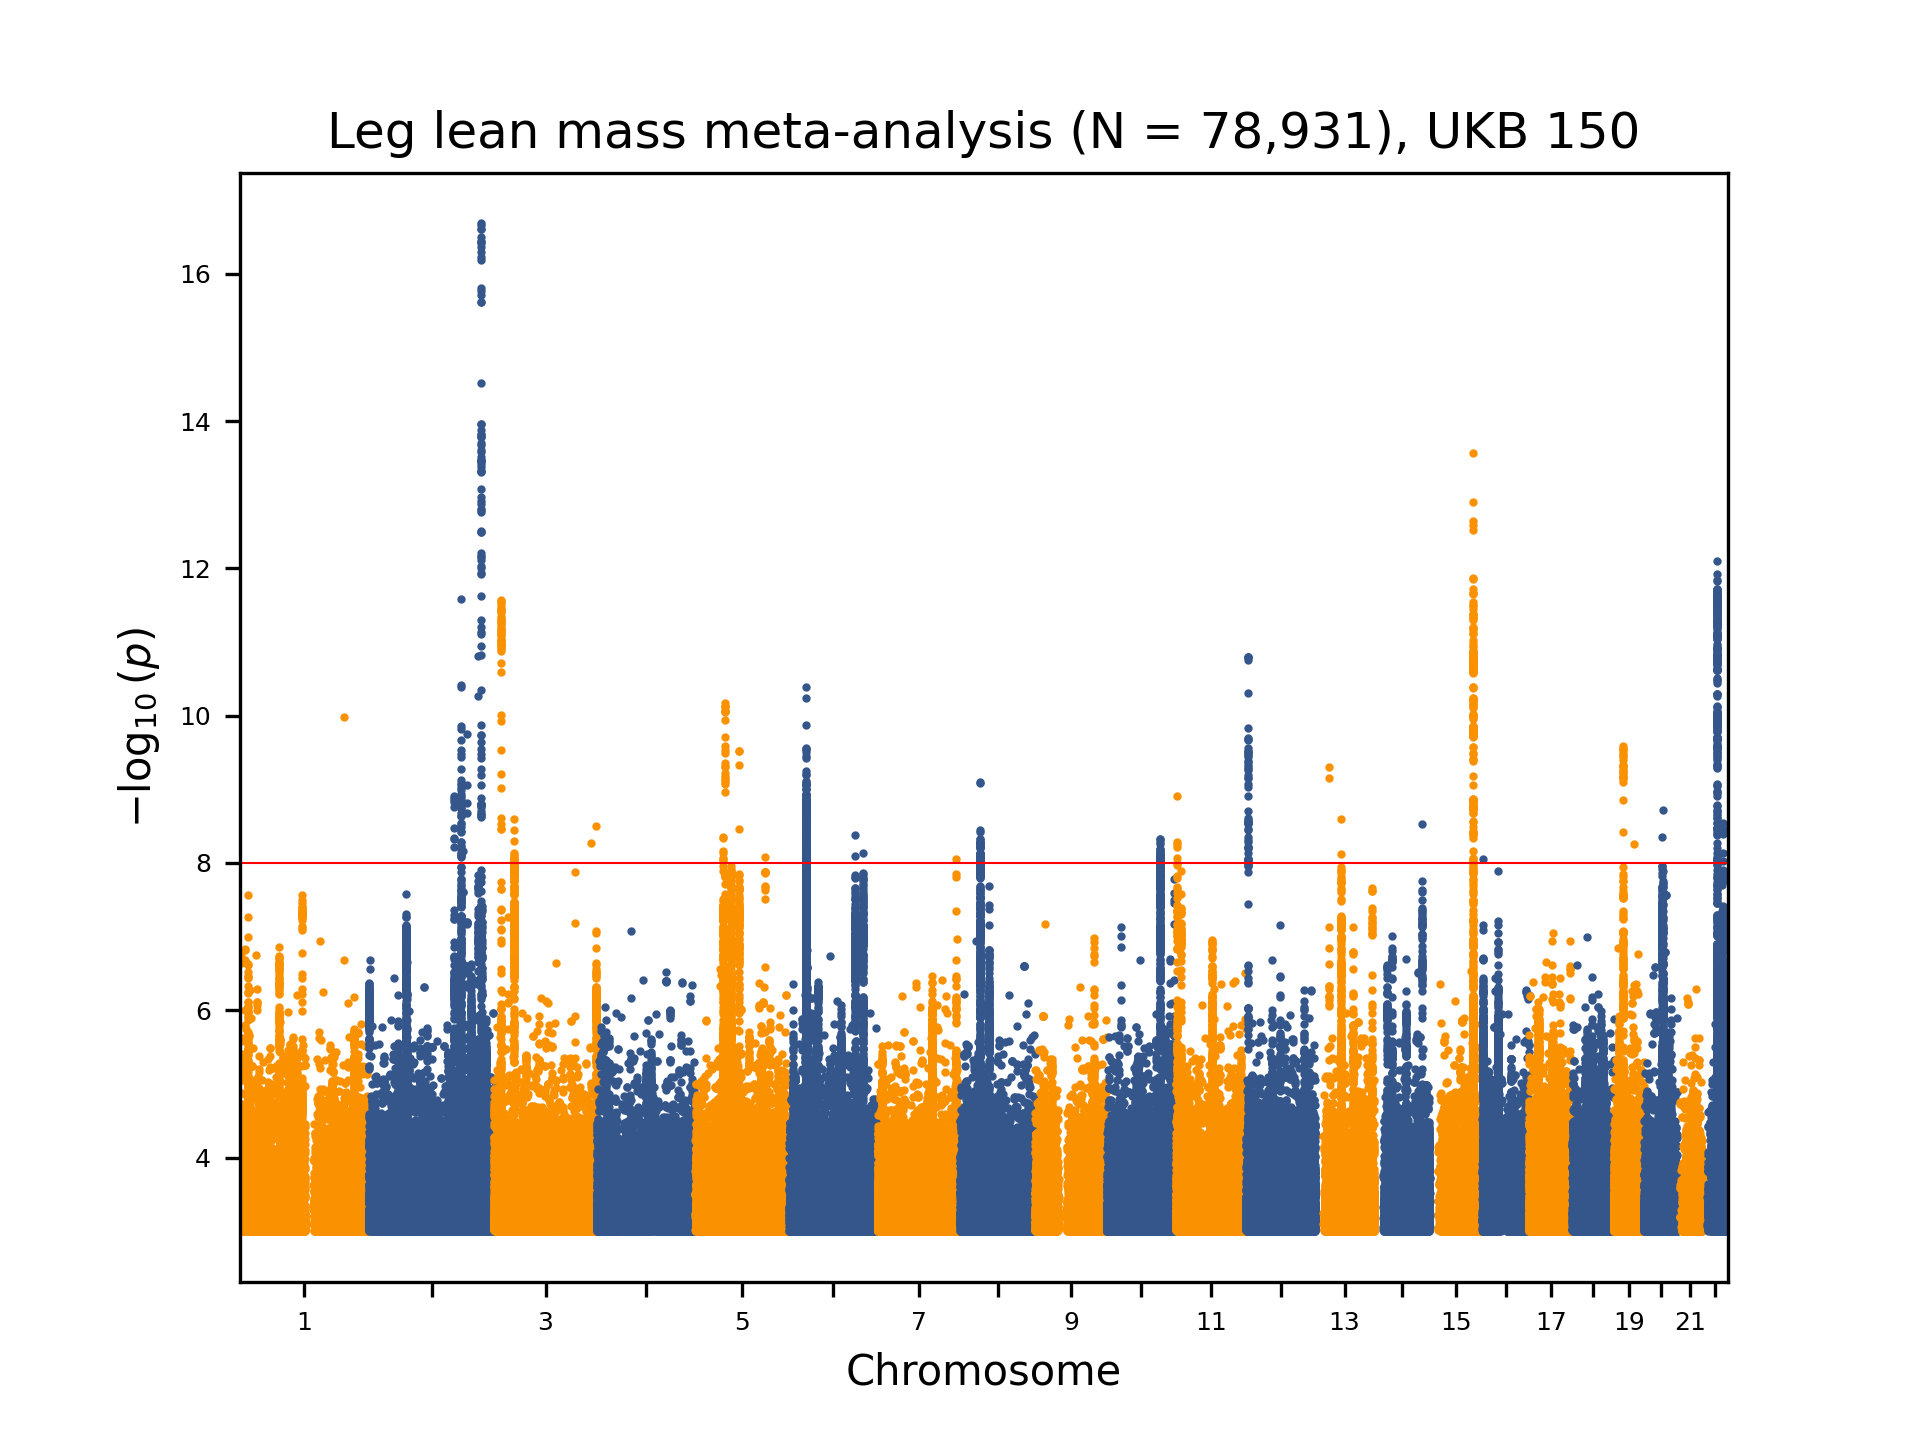 Leg lean mass meta-analysis (N = 78,931), UKB 150
−log10(p)
16
14
12
10
8
6
4
1 3 5 7 9 11 13 15 17 19 21
Chromosome